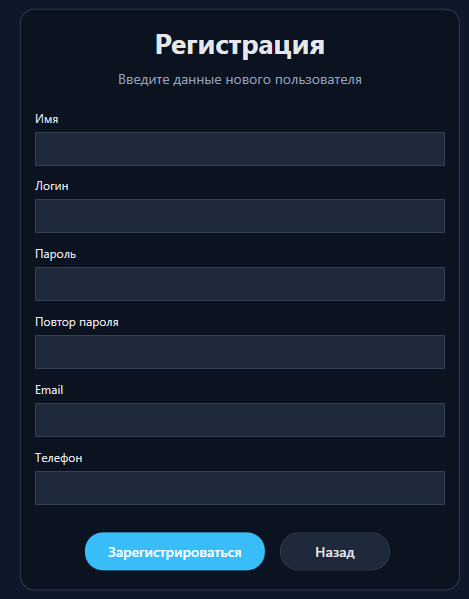 Регистрация
Введите данные нового пользователя
Имя
Логин
Пароль
Повтор пароля
Email
Телефон
Зарегистрироваться
Назад